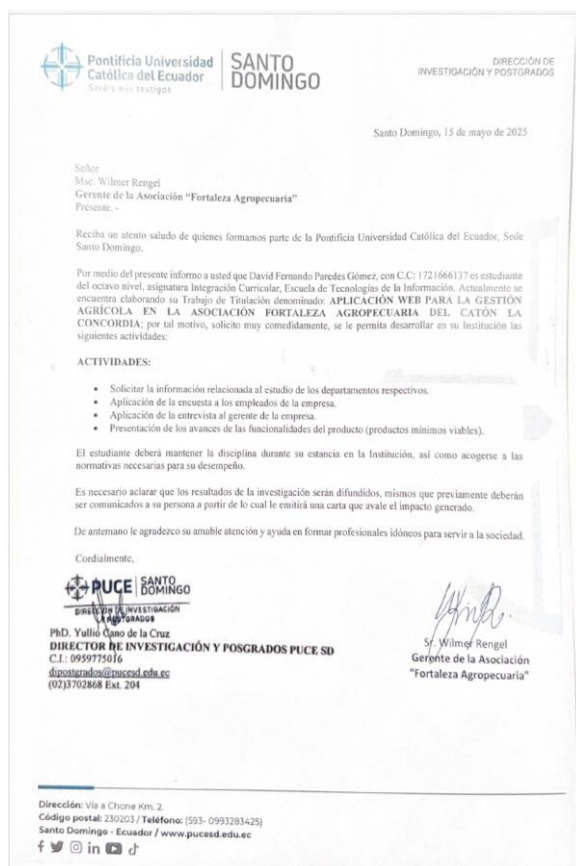 Pontificia Universidad
Católica del Ecuador
Seréis mis testigos
SANTO
DOMINGO
DIRECCIÓN DE
INVESTIGACIÓN Y POSTGRADOS
Santo Domingo, 15 de mayo de 2025
Señor
Msc. Wilmer Rengel
Gerente de la Asociación "Fortaleza Agropecuaria"
Presente. -
Reciba un atento saludo de quienes formamos parte de la Pontificia Universidad Católica del Ecuador, Sede
Santo Domingo.
Por medio del presente informo a usted que David Fernando Paredes Gómez, con C.C: 1721666137 es estudiante
del octavo nivel, asignatura Integración Curricular, Escuela de Tecnologías de la Información. Actualmente se
encuentra elaborando su Trabajo de Titulación denominado: APLICACIÓN WEB PARA LA GESTIÓN
AGRÍCOLA EN LA ASOCIACIÓN FORTALEZA AGROPECUARIA DEL CATÓN LA
CONCORDIA; por tal motivo, solicito muy comedidamente, se le permita desarrollar en su Institución las
siguientes actividades:
ACTIVIDADES:
• Solicitar la información relacionada al estudio de los departamentos respectivos.
• Aplicación de la encuesta a los empleados de la empresa.
• Aplicación de la entrevista al gerente de la empresa.
• Presentación de los avances de las funcionalidades del producto (productos mínimos viables).
El estudiante deberá mantener la disciplina durante su estancia en la Institución, así como acogerse a las
normativas necesarias para su desempeño.
Es necesario aclarar que los resultados de la investigación serán difundidos, mismos que previamente deberán
ser comunicados a su persona a partir de lo cual le emitirá una carta que avale el impacto generado.
De antemano le agradezco su amable atención y ayuda en formar profesionales idóneos para servir a la sociedad.
Cordialmente,
PUCE SANTO
DOMINGO
DIRECCIÓN DE INVESTIGACIÓN
Y POSTGRADOS
PhD. Yullio Cano de la Cruz
DIRECTOR DE INVESTIGACIÓN Y POSGRADOS PUCE SD
C.I.: 0959775016
dipostgrados@pucesd.edu.ec
(02)3702868 Ext. 204
Sr. Wilmer Rengel
Gerente de la Asociación
"Fortaleza Agropecuaria"
Dirección: Vía a Chone Km. 2
Código postal: 230203 / Teléfono: (593- 0993283425)
Santo Domingo - Ecuador / www.pucesd.edu.ec